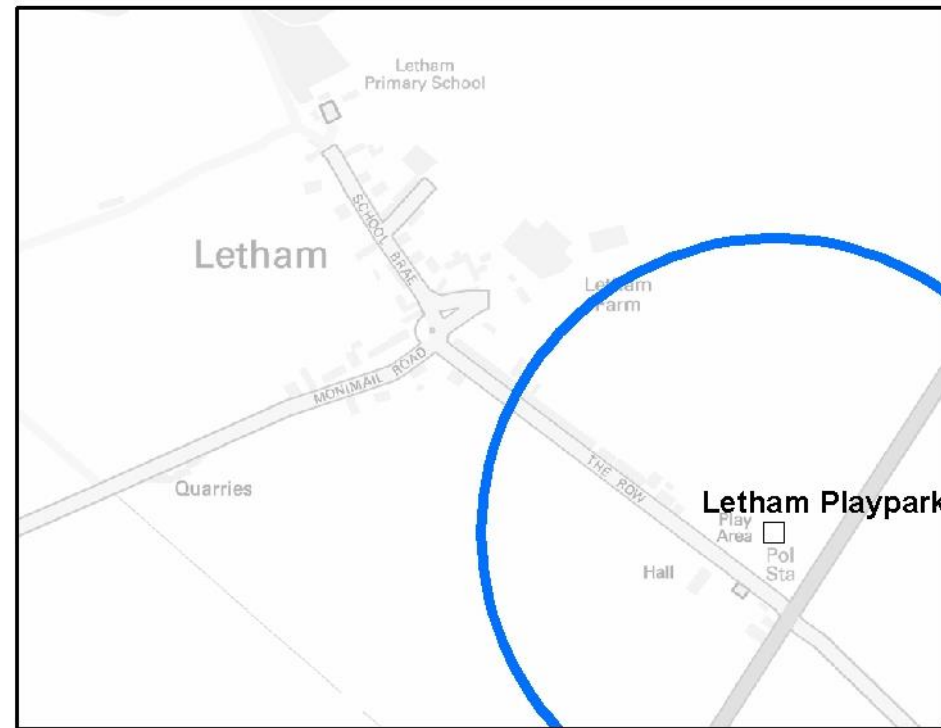 Letham
Primary School
SCHOOL BRAE
Letham
Letham
Farm
MONIMAIL ROAD
Quarries
THE ROW
Letham Playpark
Play
Area
Pol
Sta
Hall